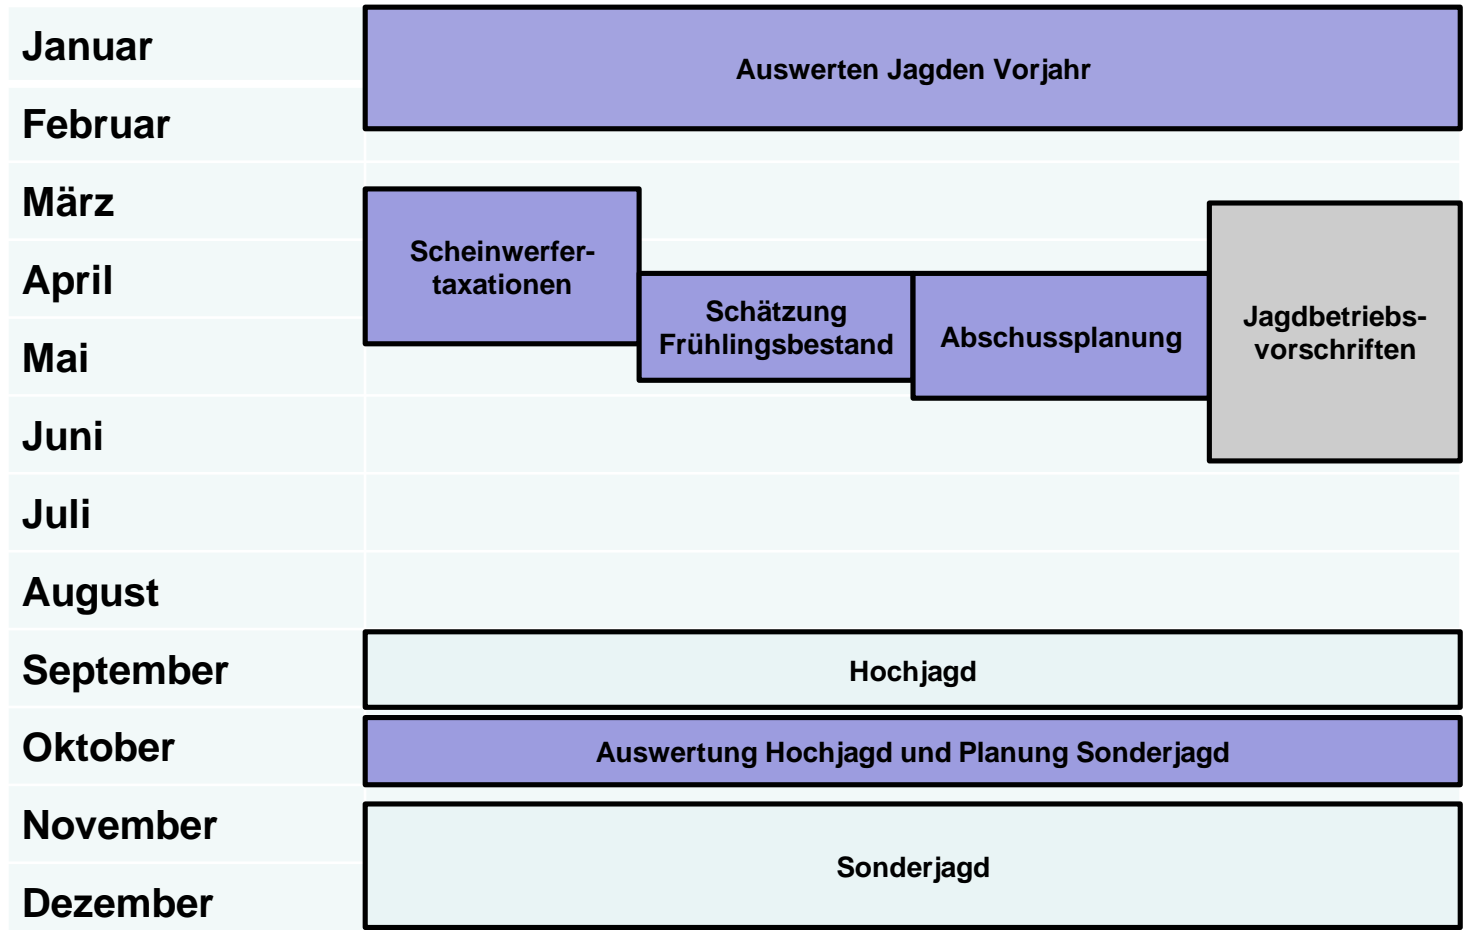 Januar
Auswerten Jagden Vorjahr
Februar
März
Scheinwerfer-
taxationen
April
Schätzung
Frühlingsbestand
Abschussplanung
Jagdbetriebs-
vorschriften
Mai
Juni
Juli
August
September
Hochjagd
Oktober
Auswertung Hochjagd und Planung Sonderjagd
November
Sonderjagd
Dezember